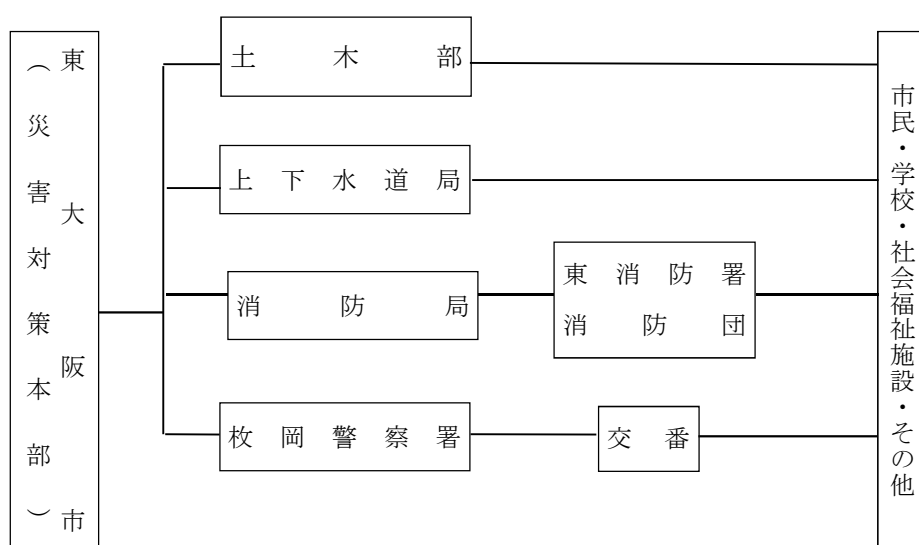 東大阪市
（災害対策本部）
土木部
上下水道局
消防局
東消防署
消防団
枚岡警察署
交番
市民・学校・社会福祉施設・その他